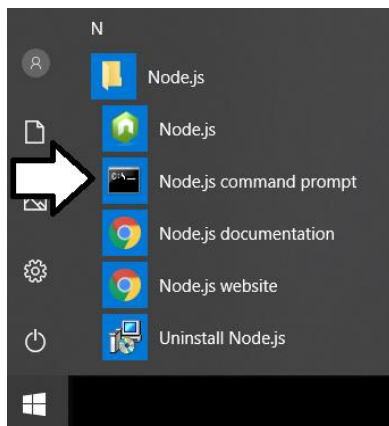 N
Node.js
Node.js
Node.js command prompt
Node.js documentation
Node.js website
Uninstall Node.js